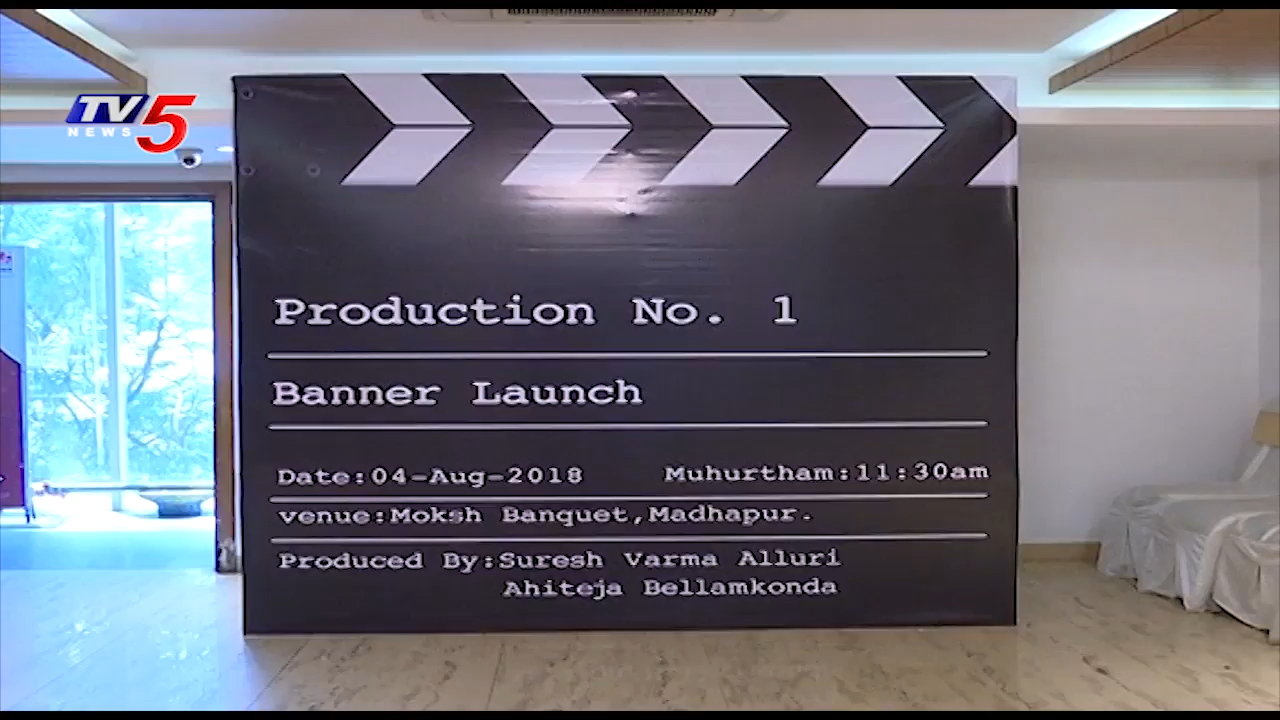 TV5
NEWS
Production No. 1
Banner Launch
Date:04-Aug-2018 Muhurtham:11:30am
venue:Moksh Banquet,Madhapur.
Produced By:Suresh Varma Alluri
Ahiteja Bellamkonda